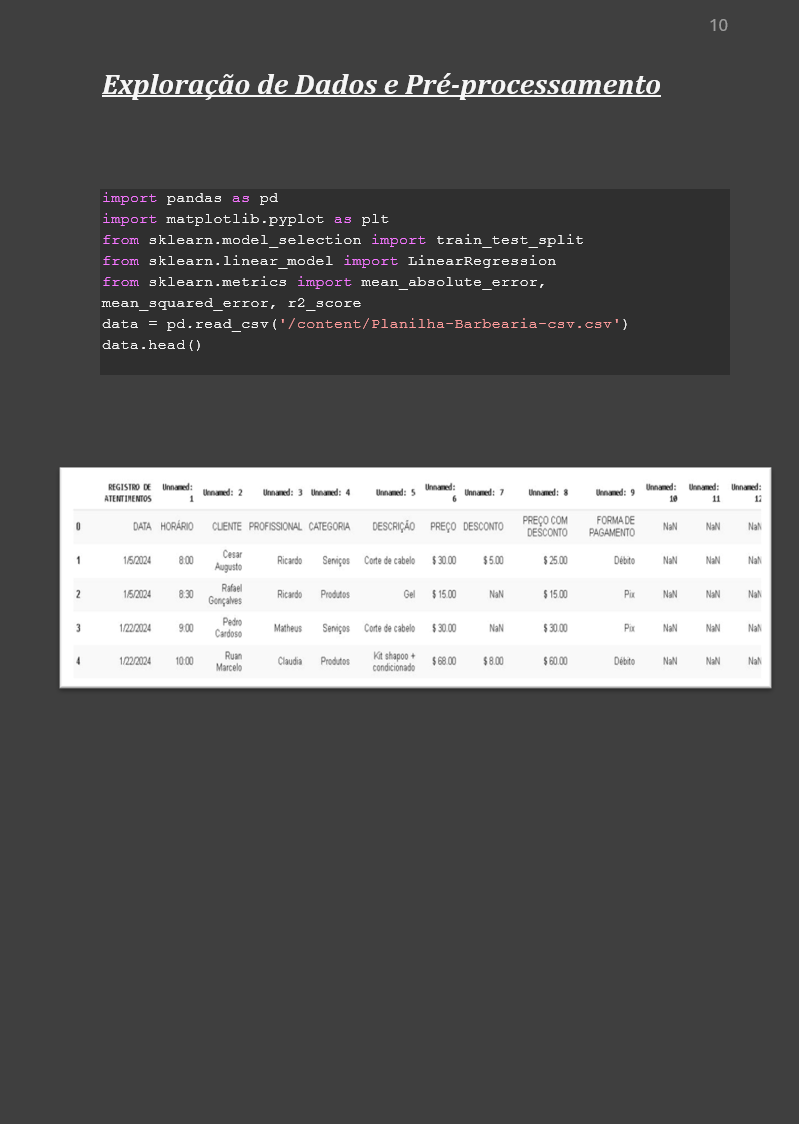 10
Exploração de Dados e Pré-processamento
import pandas as pd
import matplotlib.pyplot as plt
from sklearn.model_selection import train_test_split
from sklearn.linear_model import LinearRegression
from sklearn.metrics import mean_absolute_error,
mean_squared_error, r2_score
data = pd.read_csv('/content/Planilha-Barbearia-csv.csv')
data.head()
REGISTRO DE ATENTIMENTOS Unnamed: 1 Unnamed: 2 Unnamed: 3 Unnamed: 4 Unnamed: 5 Unnamed: 6 Unnamed: 7 Unnamed: 8 Unnamed: 9 Unnamed: 10 Unnamed: 11 Unnamed: 12
0 DATA HORÁRIO CLIENTE PROFISSIONAL CATEGORIA DESCRIÇÃO PREÇO DESCONTO PREÇO COM DESCONTO FORMA DE PAGAMENTO NaN NaN NaN
1 1/5/2024 8:00 Cesar Augusto Ricardo Serviços Corte de cabelo $ 30.00 $ 5.00 $ 25.00 Débito NaN NaN NaN
2 1/5/2024 8:30 Rafael Gonçalves Ricardo Produtos Gel $ 15.00 NaN $ 15.00 Pix NaN NaN NaN
3 1/22/2024 9:00 Pedro Cardoso Matheus Serviços Corte de cabelo $ 30.00 NaN $ 30.00 Pix NaN NaN NaN
4 1/22/2024 10:00 Ruan Marcelo Claudia Produtos Kit shapoo + condicionado $ 68.00 $ 8.00 $ 60.00 Débito NaN NaN NaN